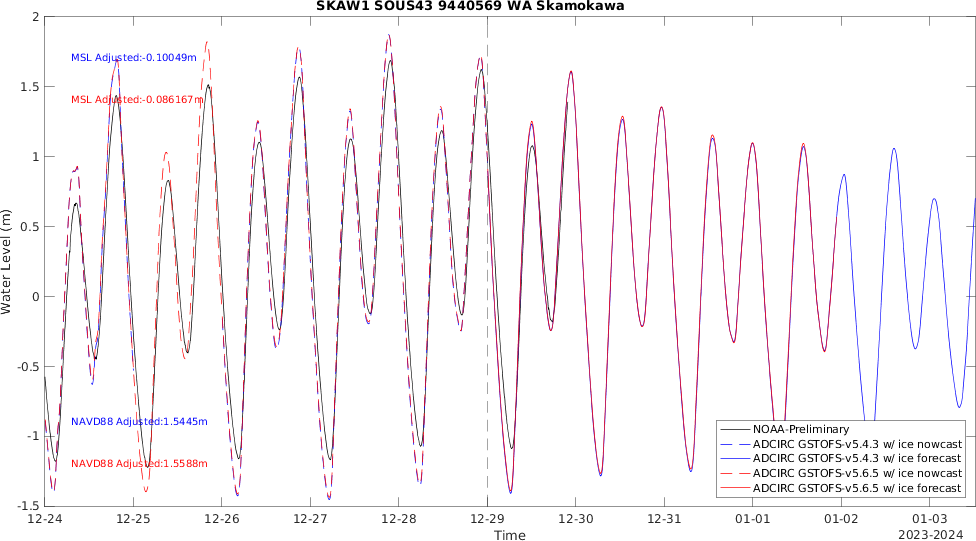 SKAW1 SOUS43 9440569 WA Skamokawa
2
1.5
1
0.5
0
-0.5
-1
-1.5
Water Level (m)
MSL Adjusted:-0.10049m
MSL Adjusted:-0.086167m
NAVD88 Adjusted:1.5445m
NAVD88 Adjusted:1.5588m
NOAA-Preliminary
ADCIRC GSTOFS-v5.4.3 w/ ice nowcast
ADCIRC GSTOFS-v5.4.3 w/ ice forecast
ADCIRC GSTOFS-v5.6.5 w/ ice nowcast
ADCIRC GSTOFS-v5.6.5 w/ ice forecast
12-24 12-25 12-26 12-27 12-28 12-29 12-30 12-31 01-01 01-02 01-03
Time
2023-2024